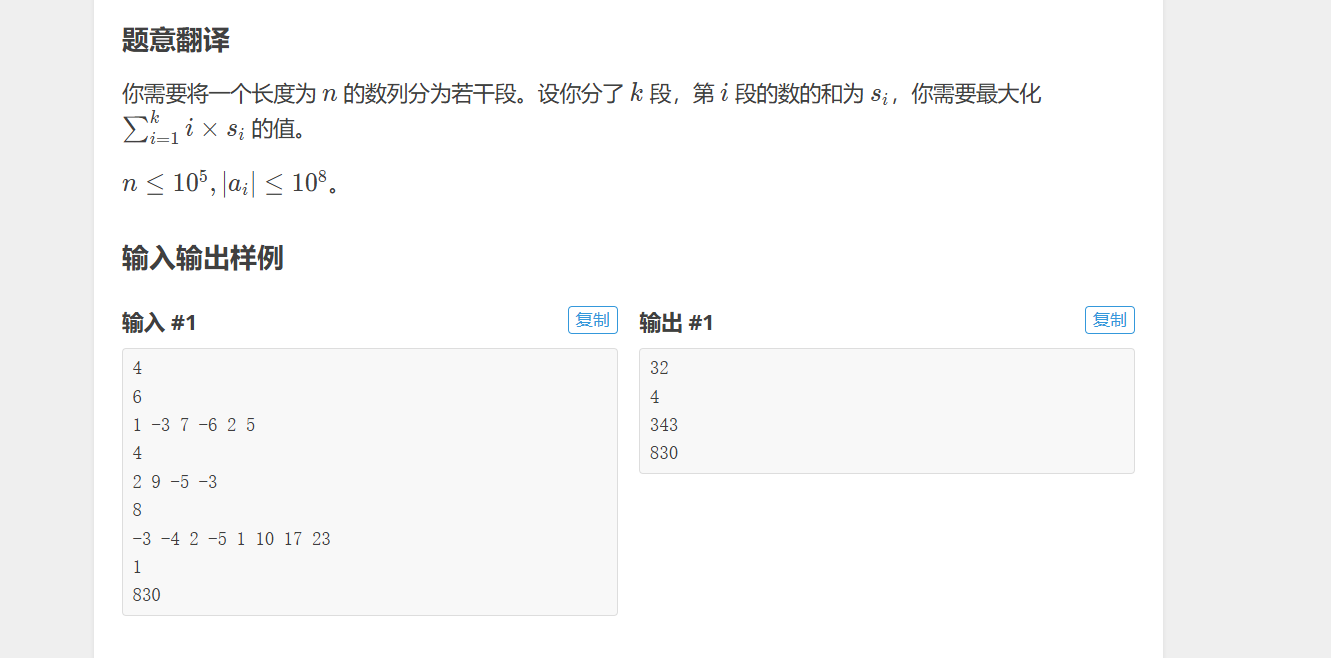 题意翻译
你需要将一个长度为 n 的数列分为若干段。设你分了 k 段，第 i 段的数的和为 s_i，你需要最大化
∑_{i=1}^{k} i × s_i 的值。
n ≤ 10^5, |a_i| ≤ 10^8。
输入输出样例
输入 #1
复制
4
6
1 -3 7 -6 2 5
4
2 9 -5 -3
8
-3 -4 2 -5 1 10 17 23
1
830
输出 #1
复制
32
4
343
830